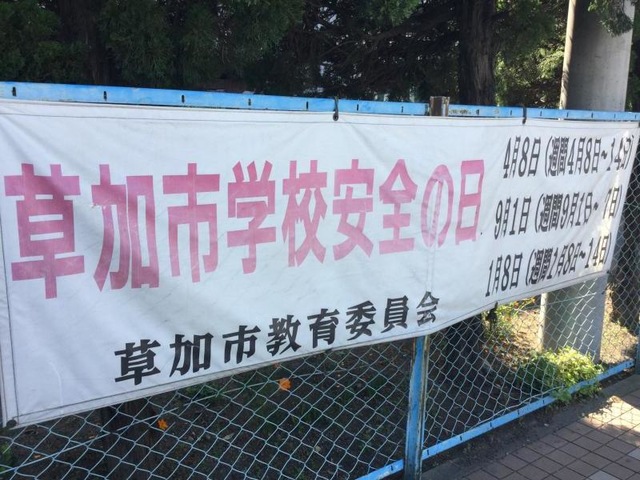 草加市学校安全の日
4月8日(週間4月8日~14日)
9月1日(週間9月1日~7日)
1月8日(週間1月8日~14日)
草加市教育委員会